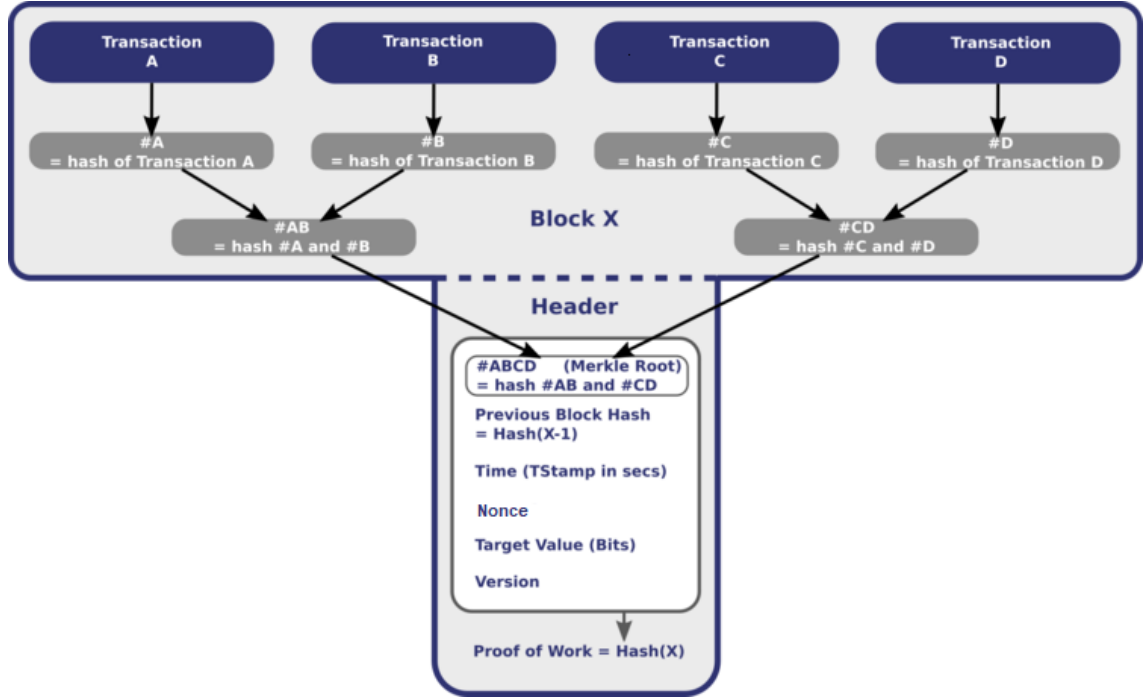 Transaction
A
Transaction
B
Transaction
C
Transaction
D
#A
= hash of Transaction A
#B
= hash of Transaction B
#C
= hash of Transaction C
#D
= hash of Transaction D
#AB
= hash #A and #B
Block X
#CD
= hash #C and #D
Header
#ABCD (Merkle Root)
= hash #AB and #CD
Previous Block Hash
= Hash(X-1)
Time (TStamp in secs)
Nonce
Target Value (Bits)
Version
Proof of Work = Hash(X)